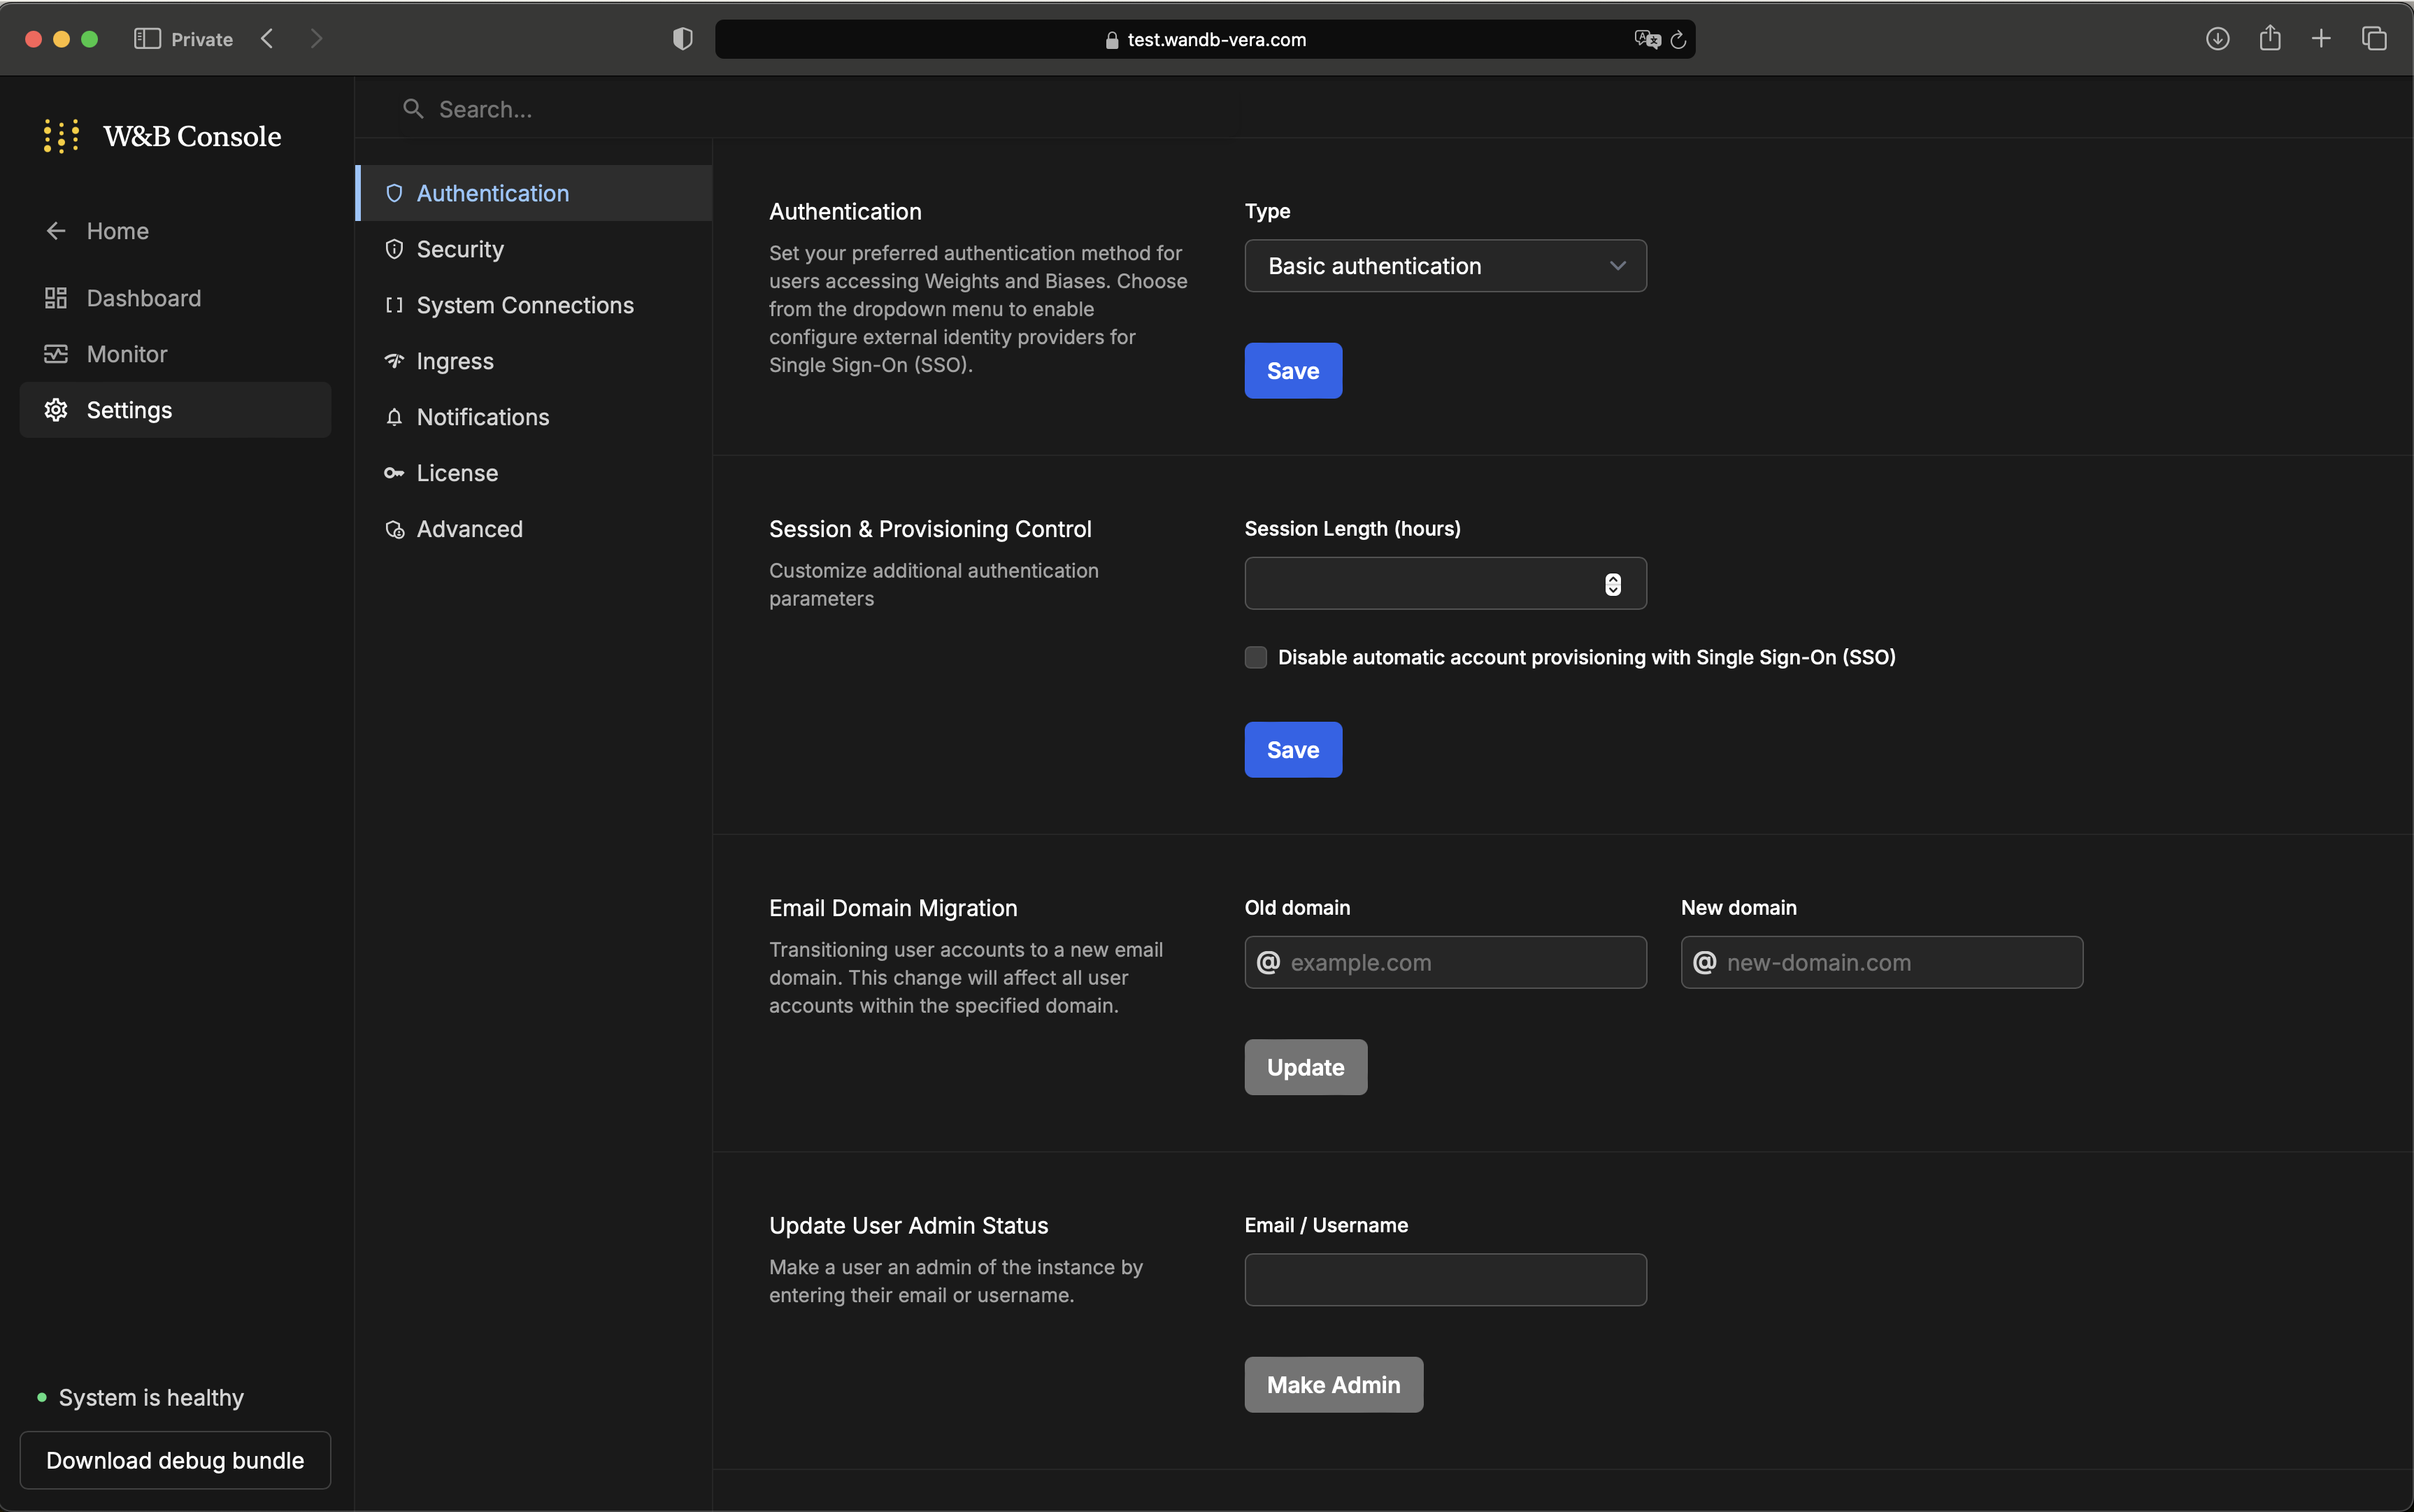 Private
test.wandb-vera.com
W&B Console
Home
Dashboard
Monitor
Settings
System is healthy
Download debug bundle
Search...
Authentication
Security
System Connections
Ingress
Notifications
License
Advanced
Authentication
Set your preferred authentication method for
users accessing Weights and Biases. Choose
from the dropdown menu to enable
configure external identity providers for
Single Sign-On (SSO).
Type
Basic authentication
Save
Session & Provisioning Control
Customize additional authentication
parameters
Session Length (hours)
Disable automatic account provisioning with Single Sign-On (SSO)
Save
Email Domain Migration
Transitioning user accounts to a new email
domain. This change will affect all user
accounts within the specified domain.
Old domain
@ example.com
New domain
@ new-domain.com
Update
Update User Admin Status
Make a user an admin of the instance by
entering their email or username.
Email / Username
Make Admin